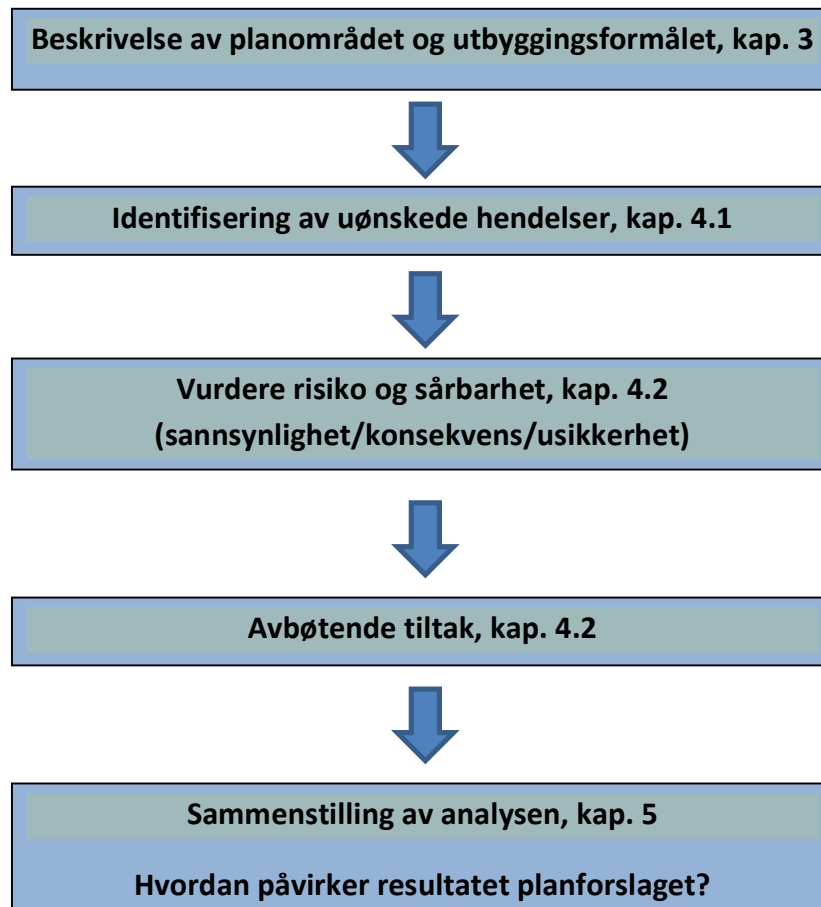 Beskrivelse av planområdet og utbyggingsformålet, kap. 3
Identifisering av uønskede hendelser, kap. 4.1
Vurdere risiko og sårbarhet, kap. 4.2
(sannsynlighet/konsekvens/usikkerhet)
Avbøtende tiltak, kap. 4.2
Sammenstilling av analysen, kap. 5
Hvordan påvirker resultatet planforslaget?